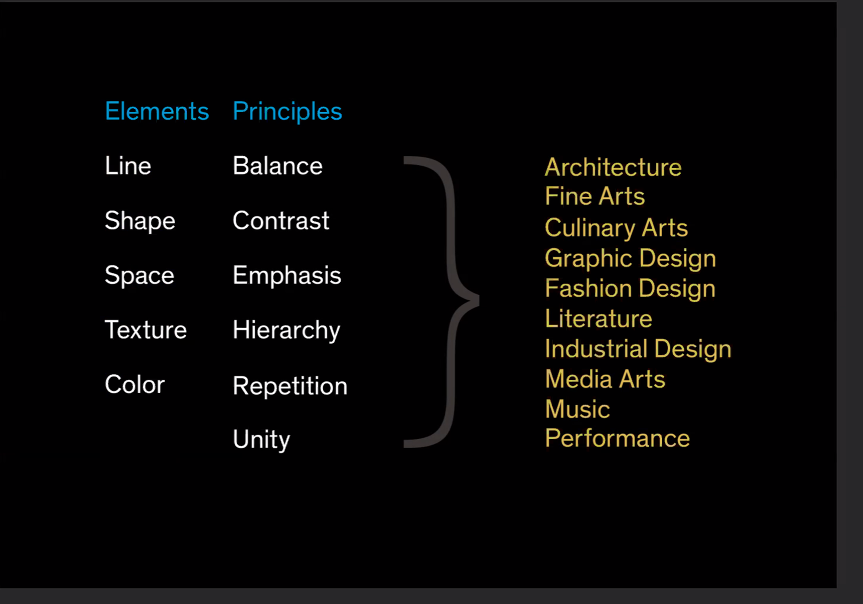 Elements Principles
Line Balance
Shape Contrast
Space Emphasis
Texture Hierarchy
Color Repetition
Unity
Architecture
Fine Arts
Culinary Arts
Graphic Design
Fashion Design
Literature
Industrial Design
Media Arts
Music
Performance